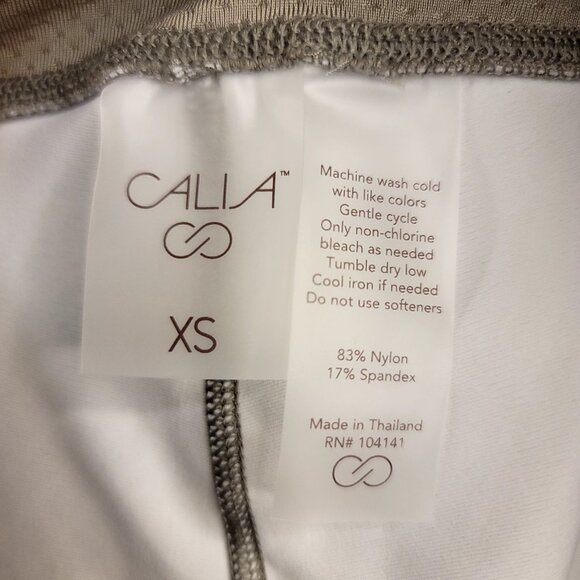 CALIA™
XS
Machine wash cold
with like colors
Gentle cycle
Only non-chlorine
bleach as needed
Tumble dry low
Cool iron if needed
Do not use softeners
83% Nylon
17% Spandex
Made in Thailand
RN# 104141